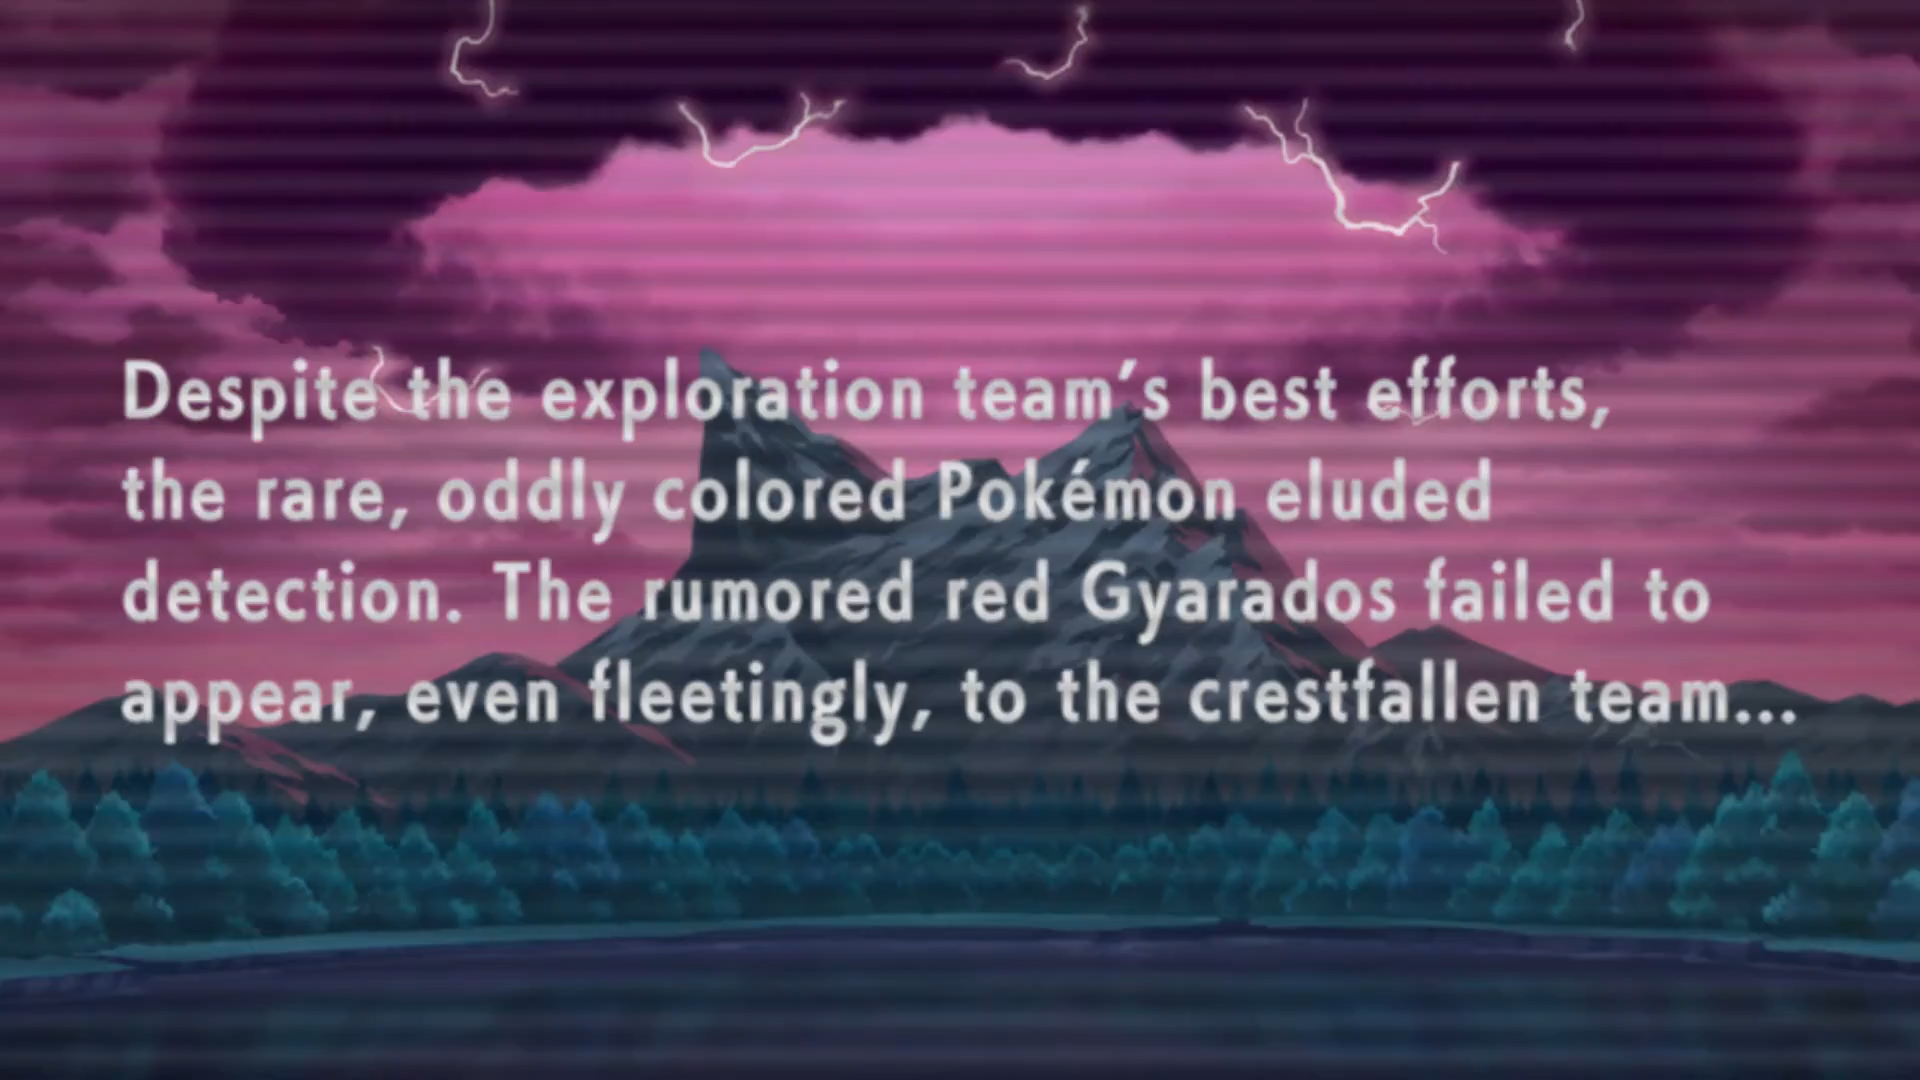 Despite the exploration team’s best efforts,
the rare, oddly colored Pokémon eluded
detection. The rumored red Gyarados failed to
appear, even fleetingly, to the crestfallen team...